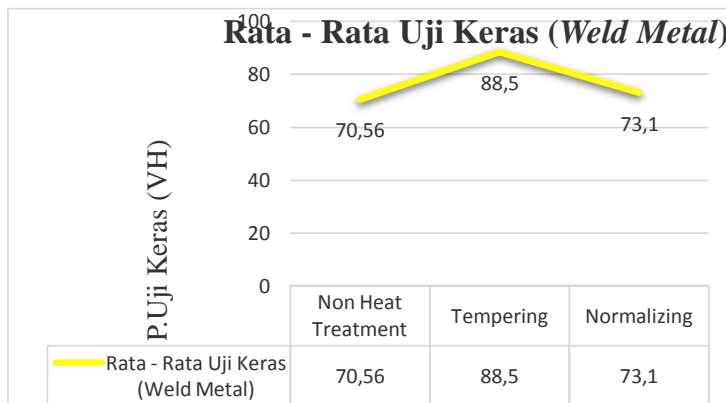 Rata - Rata Uji Keras (Weld Metal)
P.Uji Keras (VH)
100
80
60
40
20
0
70,56
88,5
73,1
Non Heat Treatment
Tempering
Normalizing
Rata - Rata Uji Keras
(Weld Metal)
70,56
88,5
73,1